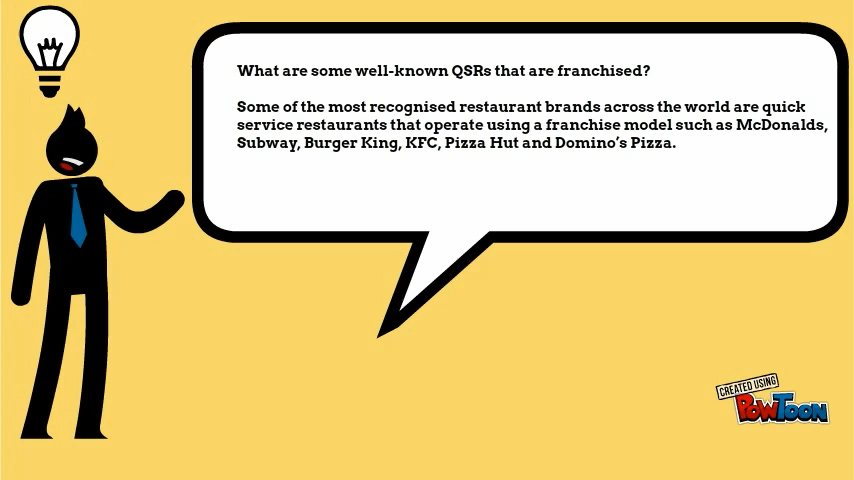 What are some well-known QSRs that are franchised?
Some of the most recognised restaurant brands across the world are quick
service restaurants that operate using a franchise model such as McDonalds,
Subway, Burger King, KFC, Pizza Hut and Domino’s Pizza.
CREATED USING
POWTOON